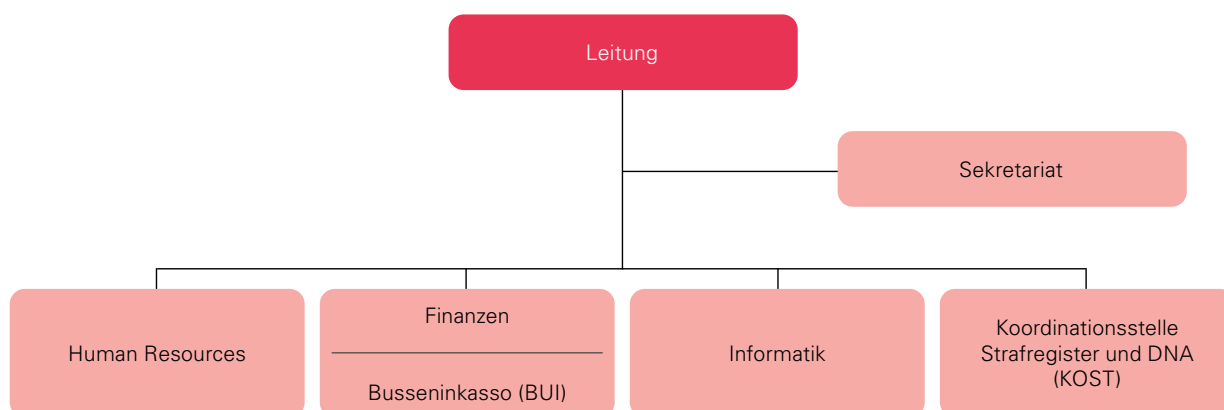 Leitung
Sekretariat
Human Resources
Finanzen
Busseninkasso (BUI)
Informatik
Koordinationsstelle
Strafregister und DNA
(KOST)